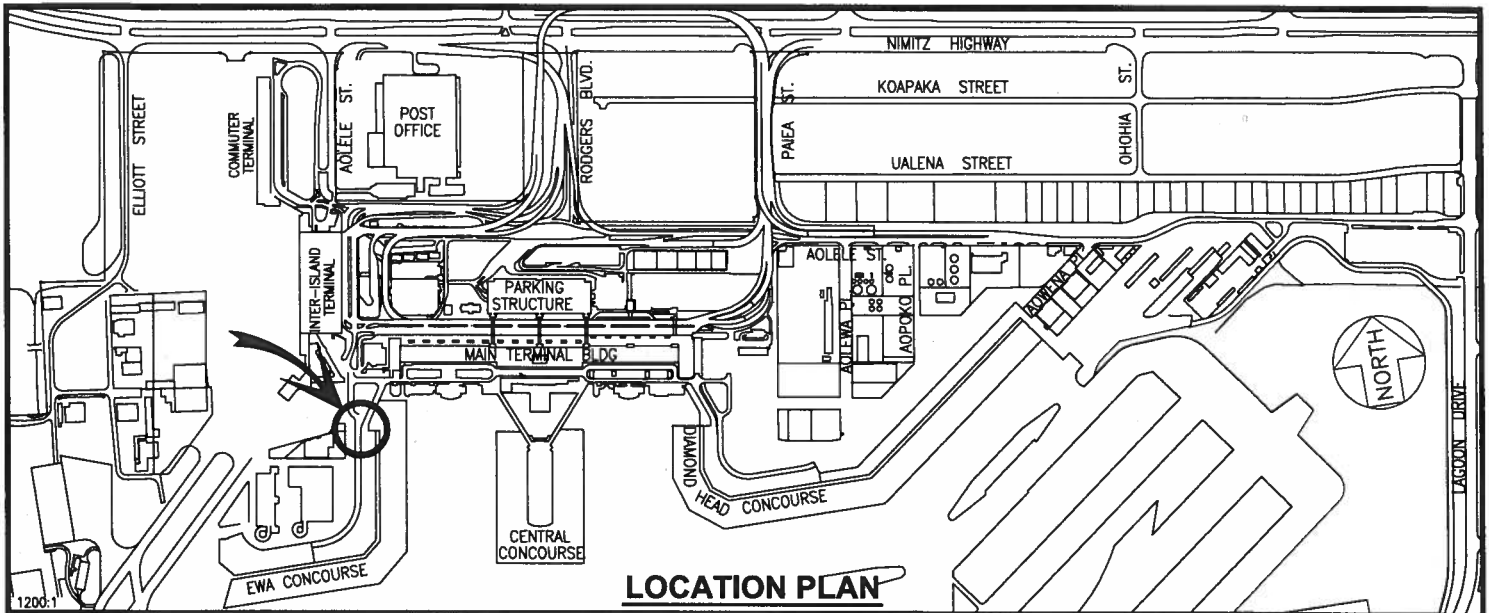 NIMITZ HIGHWAY
KOAPAKA STREET
UALENA STREET
ELLIOTT STREET
COMMUTER
TERMINAL
AOLELE ST.
POST
OFFICE
RODGERS BLVD.
PAIEA ST.
OHOHIA ST.
INTER-ISLAND
TERMINAL
PARKING
STRUCTURE
MAIN TERMINAL BLDG
AOLELE ST.
AOLEWA PL.
AOPOKO PL.
AOWENA PL.
NORTH
LAGOON DRIVE
DIAMOND
HEAD CONCOURSE
CENTRAL
CONCOURSE
EWA CONCOURSE
1200:1
LOCATION PLAN